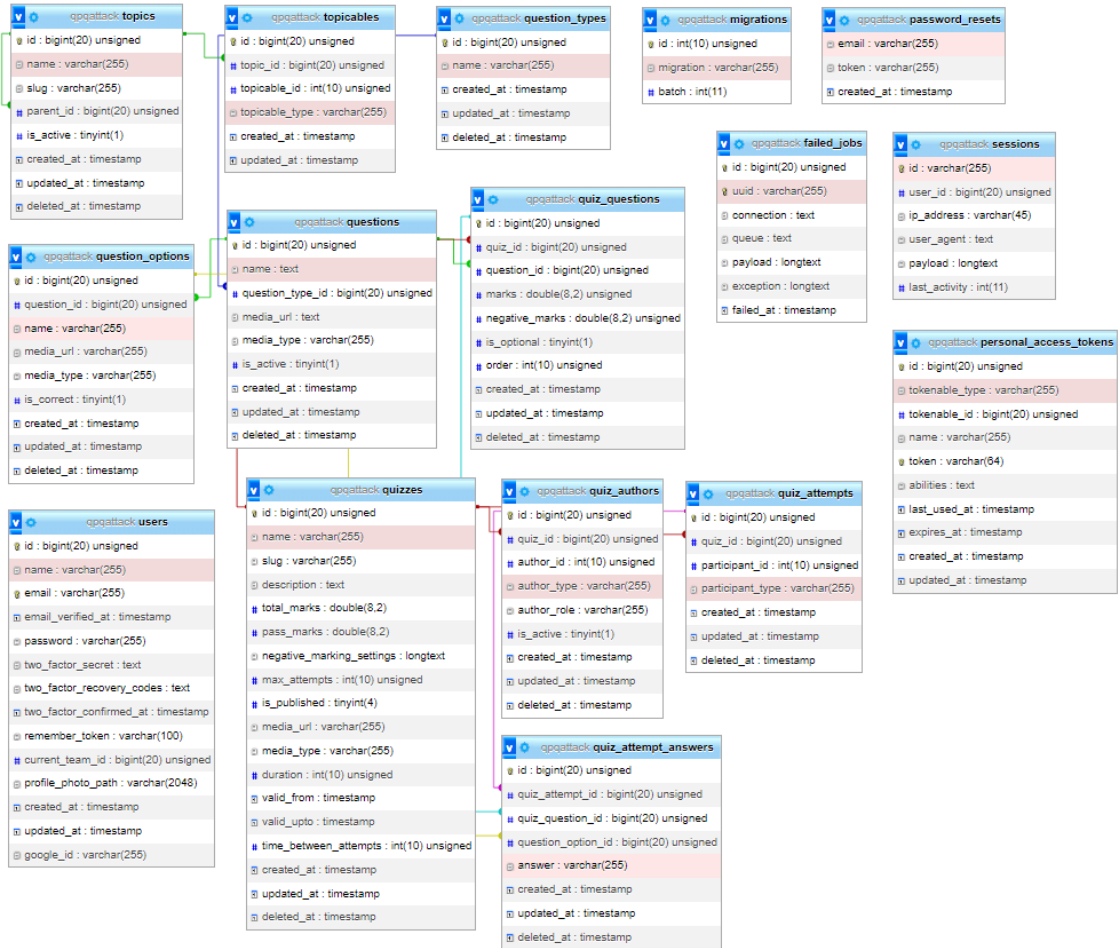 qpqattack topics
id : bigint(20) unsigned
name : varchar(255)
slug : varchar(255)
parent_id : bigint(20) unsigned
is_active : tinyint(1)
created_at : timestamp
updated_at : timestamp
deleted_at : timestamp
qpqattack topicables
id : bigint(20) unsigned
topic_id : bigint(20) unsigned
topicable_id : int(10) unsigned
topicable_type : varchar(255)
created_at : timestamp
updated_at : timestamp
qpqattack question_types
id : bigint(20) unsigned
name : varchar(255)
created_at : timestamp
updated_at : timestamp
deleted_at : timestamp
qpqattack migrations
id : int(10) unsigned
migration : varchar(255)
batch : int(11)
qpqattack password_resets
email : varchar(255)
token : varchar(255)
created_at : timestamp
qpqattack failed_jobs
id : bigint(20) unsigned
uuid : varchar(255)
connection : text
queue : text
payload : longtext
exception : longtext
failed_at : timestamp
qpqattack sessions
id : varchar(255)
user_id : bigint(20) unsigned
ip_address : varchar(45)
user_agent : text
payload : longtext
last_activity : int(11)
qpqattack question_options
id : bigint(20) unsigned
question_id : bigint(20) unsigned
name : varchar(255)
media_url : varchar(255)
media_type : varchar(255)
is_correct : tinyint(1)
created_at : timestamp
updated_at : timestamp
deleted_at : timestamp
qpqattack questions
id : bigint(20) unsigned
name : text
question_type_id : bigint(20) unsigned
media_url : text
media_type : varchar(255)
is_active : tinyint(1)
created_at : timestamp
updated_at : timestamp
deleted_at : timestamp
qpqattack quiz_questions
id : bigint(20) unsigned
quiz_id : bigint(20) unsigned
question_id : bigint(20) unsigned
marks : double(8,2) unsigned
negative_marks : double(8,2) unsigned
is_optional : tinyint(1)
order : int(10) unsigned
created_at : timestamp
updated_at : timestamp
deleted_at : timestamp
qpqattack personal_access_tokens
id : bigint(20) unsigned
tokenable_type : varchar(255)
tokenable_id : bigint(20) unsigned
name : varchar(255)
token : varchar(64)
abilities : text
last_used_at : timestamp
expires_at : timestamp
created_at : timestamp
updated_at : timestamp
qpqattack users
id : bigint(20) unsigned
name : varchar(255)
email : varchar(255)
email_verified_at : timestamp
password : varchar(255)
two_factor_secret : text
two_factor_recovery_codes : text
two_factor_confirmed_at : timestamp
remember_token : varchar(100)
current_team_id : bigint(20) unsigned
profile_photo_path : varchar(2048)
created_at : timestamp
updated_at : timestamp
google_id : varchar(255)
qpqattack quizzes
id : bigint(20) unsigned
name : varchar(255)
slug : varchar(255)
description : text
total_marks : double(8,2)
pass_marks : double(8,2)
negative_marking_settings : longtext
max_attempts : int(10) unsigned
is_published : tinyint(4)
media_url : varchar(255)
media_type : varchar(255)
duration : int(10) unsigned
valid_from : timestamp
valid_upto : timestamp
time_between_attempts : int(10) unsigned
created_at : timestamp
updated_at : timestamp
deleted_at : timestamp
qpqattack quiz_authors
id : bigint(20) unsigned
quiz_id : bigint(20) unsigned
author_id : int(10) unsigned
author_type : varchar(255)
author_role : varchar(255)
is_active : tinyint(1)
created_at : timestamp
updated_at : timestamp
deleted_at : timestamp
qpqattack quiz_attempts
id : bigint(20) unsigned
quiz_id : bigint(20) unsigned
participant_id : int(10) unsigned
participant_type : varchar(255)
created_at : timestamp
updated_at : timestamp
deleted_at : timestamp
qpqattack quiz_attempt_answers
id : bigint(20) unsigned
quiz_attempt_id : bigint(20) unsigned
quiz_question_id : bigint(20) unsigned
question_option_id : bigint(20) unsigned
answer : varchar(255)
created_at : timestamp
updated_at : timestamp
deleted_at : timestamp